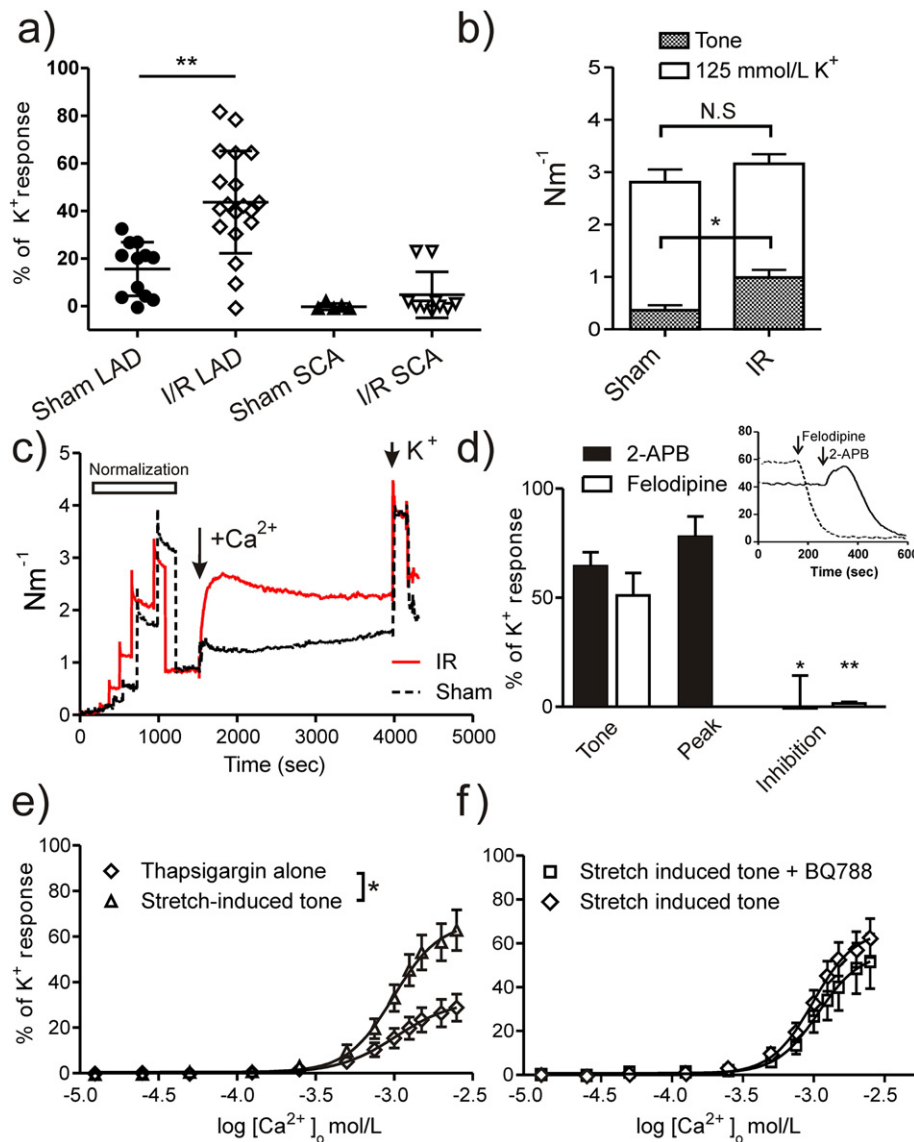 a)
**
100
80
60
40
20
0
% of K⁺ response
Sham LAD
I/R LAD
Sham SCA
I/R SCA
b)
Tone
125 mmol/L K⁺
5
4
3
2
1
0
Nm⁻¹
N.S
*
Sham
IR
c)
Normalization
+Ca²⁺
K⁺
5
4
3
2
1
0
Nm⁻¹
IR
Sham
0
1000
2000
3000
4000
5000
Time (sec)
d)
2-APB
Felodipine
100
50
0
% of K⁺ response
*
**
Tone
Peak
Inhibition
Felodipine
2-APB
80
60
40
20
0
0
200
400
600
Time (sec)
e)
100
80
60
40
20
0
% of K⁺ response
Thapsigargin alone
Stretch-induced tone
*
-5.0
-4.5
-4.0
-3.5
-3.0
-2.5
log [Ca²⁺]ₒ mol/L
f)
100
80
60
40
20
0
Stretch induced tone + BQ788
Stretch induced tone
-5.0
-4.5
-4.0
-3.5
-3.0
-2.5
log [Ca²⁺]ₒ mol/L